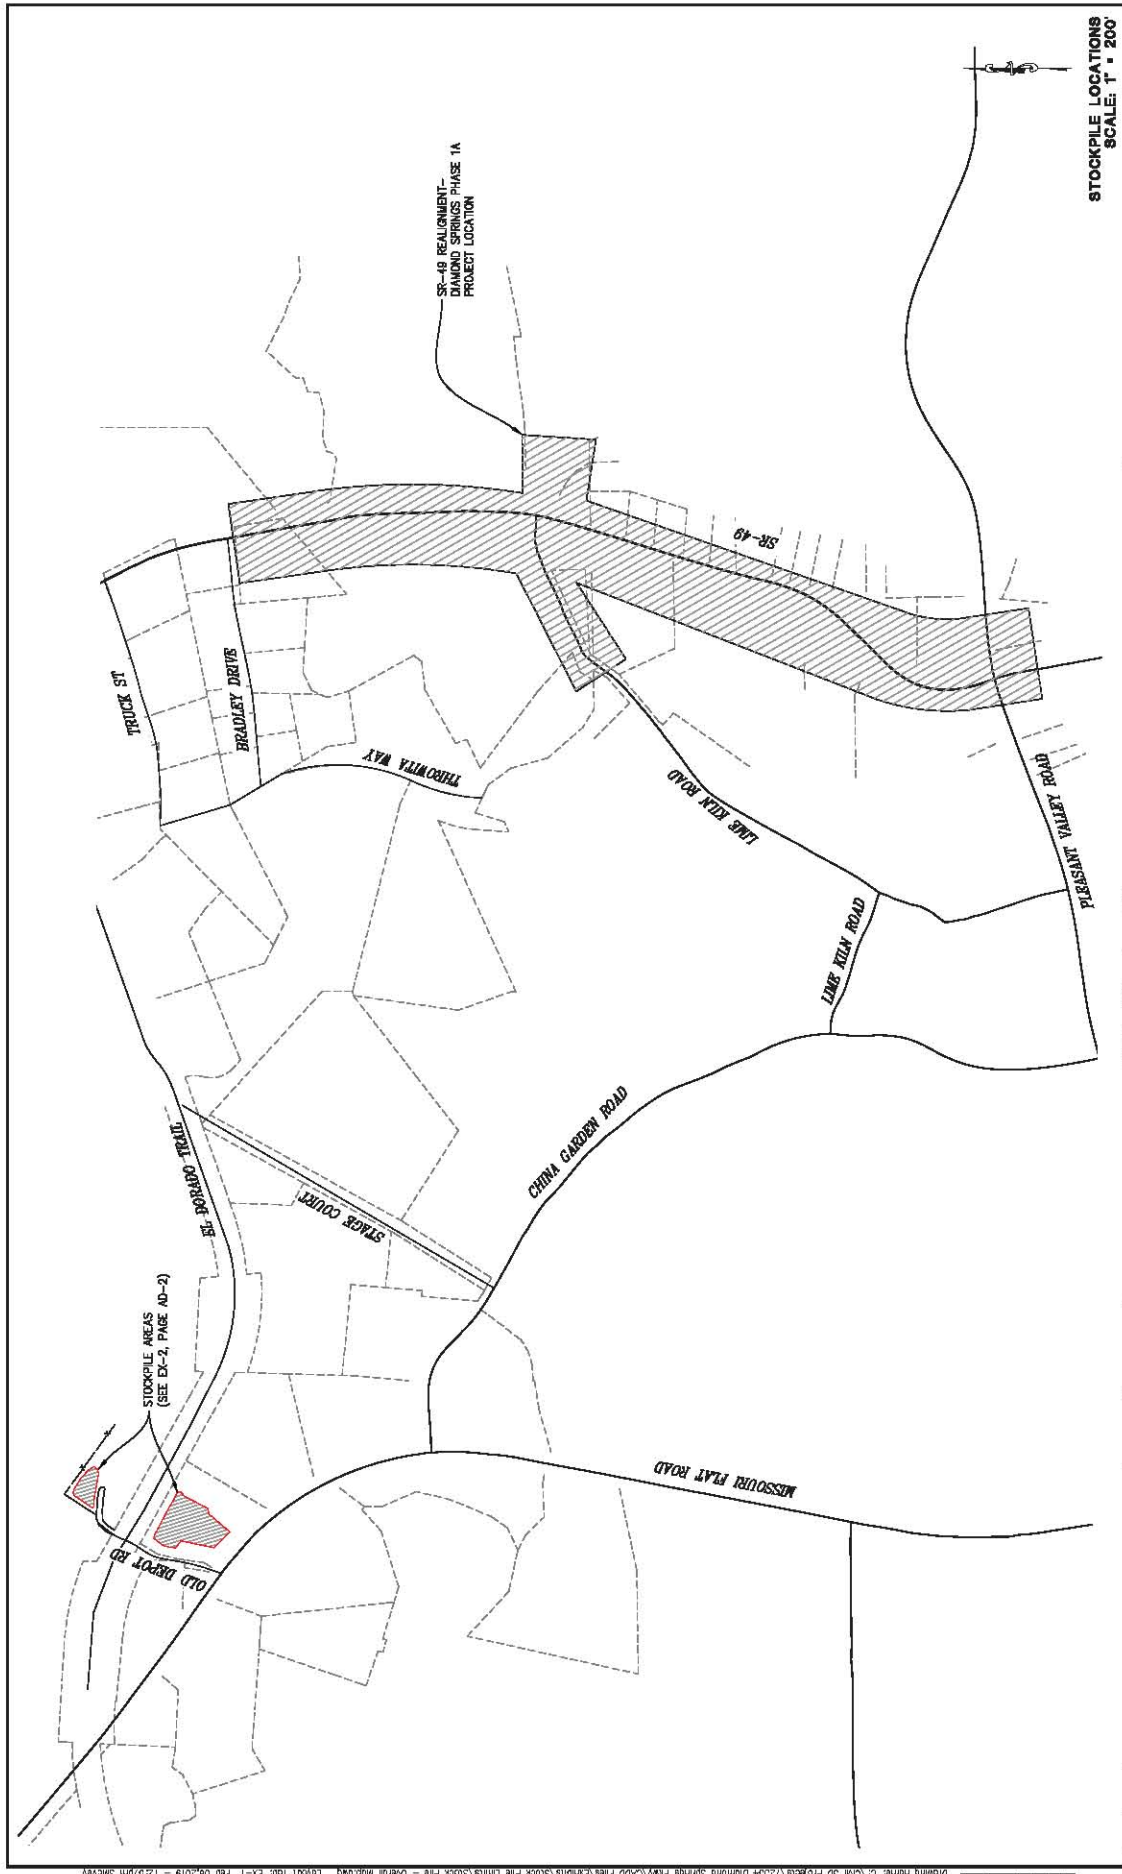 STOCKPILE AREAS
(SEE EX-2, PAGE AD-2)
OLD DEPOT RD
EL DORADO TRAIL
STAGE COURT
CHINA GARDEN ROAD
MISSOURI FLAT ROAD
TRUCK ST
BRADLEY DRIVE
THROWITA WAY
LIME KILN ROAD
LIME KILN ROAD
PLEASANT VALLEY ROAD
SR-49
SR-49 REALIGNMENT-
DIAMOND SPRINGS PHASE 1A
PROJECT LOCATION
STOCKPILE LOCATIONS
SCALE: 1" = 200'